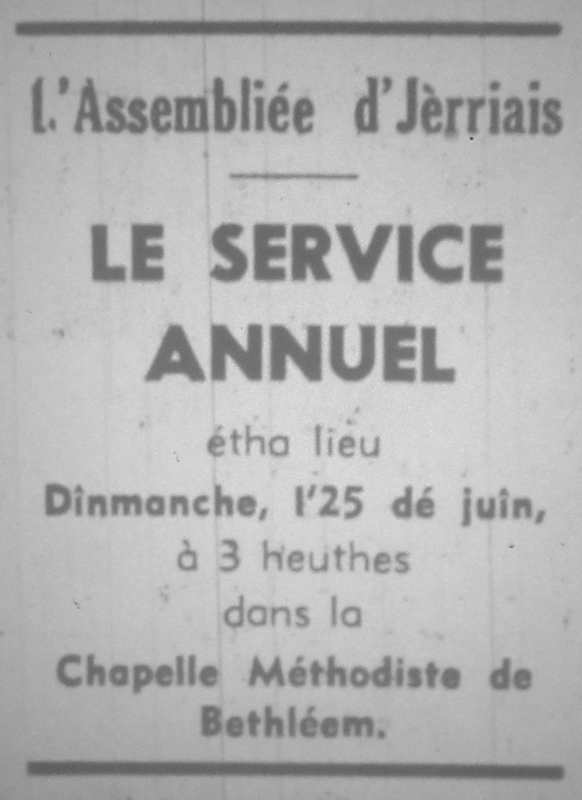 L'Assembliée d'Jèrriais
LE SERVICE
ANNUEL
étha lieu
Dînmanche, l'25 dé juîn,
à 3 heuthes
dans la
Chapelle Méthodiste de
Bethléem.